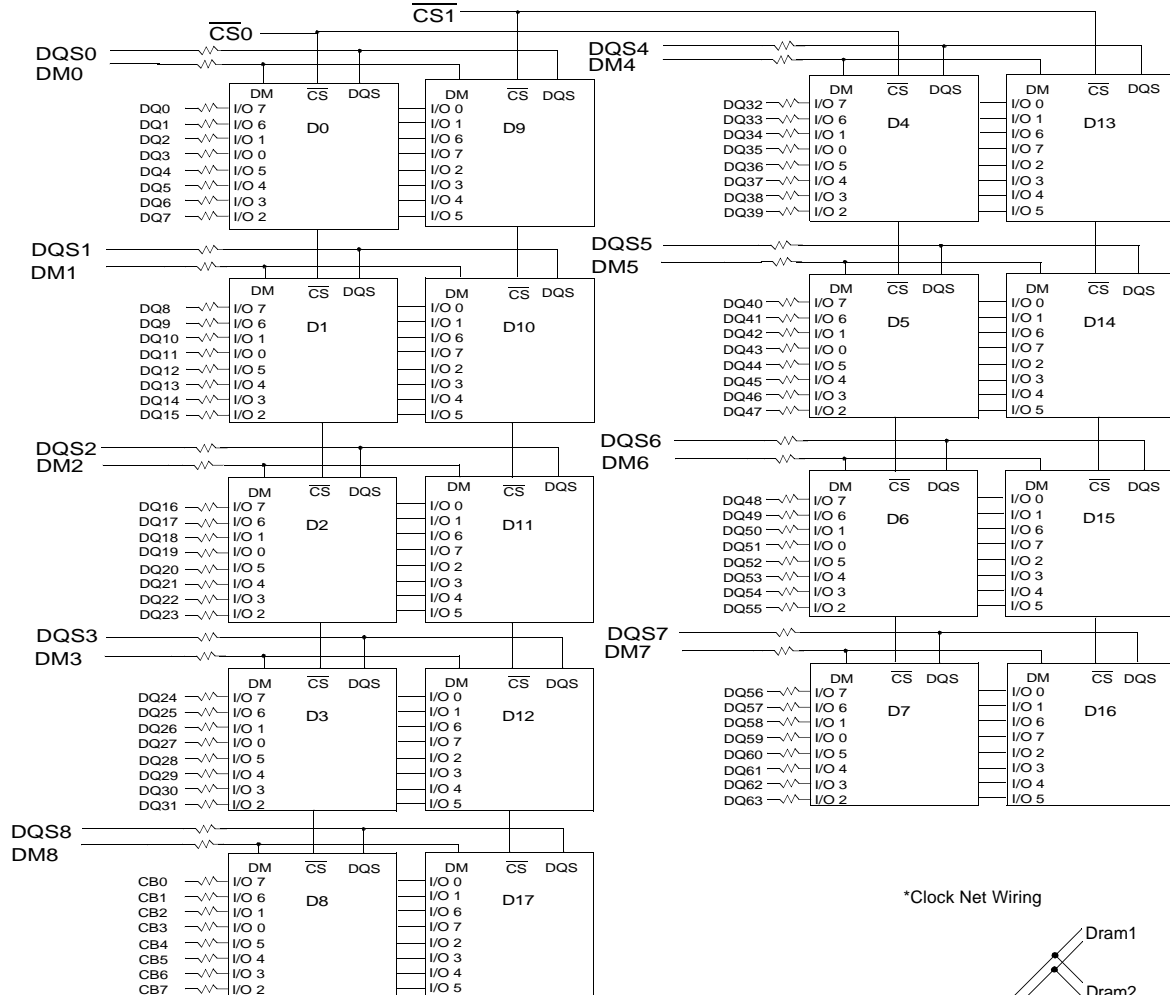 CS1
CS0
DQS0
DM0
DM CS DQS
DM CS DQS
DQ0 I/O 7 I/O 0
DQ1 I/O 6 D0 I/O 1 D9
DQ2 I/O 1 I/O 6
DQ3 I/O 0 I/O 7
DQ4 I/O 5 I/O 2
DQ5 I/O 4 I/O 3
DQ6 I/O 3 I/O 4
DQ7 I/O 2 I/O 5
DQS1
DM1
DM CS DQS
DM CS DQS
DQ8 I/O 7 I/O 0
DQ9 I/O 6 D1 I/O 1 D10
DQ10 I/O 1 I/O 6
DQ11 I/O 0 I/O 7
DQ12 I/O 5 I/O 2
DQ13 I/O 4 I/O 3
DQ14 I/O 3 I/O 4
DQ15 I/O 2 I/O 5
DQS2
DM2
DM CS DQS
DM CS DQS
DQ16 I/O 7 I/O 0
DQ17 I/O 6 D2 I/O 1 D11
DQ18 I/O 1 I/O 6
DQ19 I/O 0 I/O 7
DQ20 I/O 5 I/O 2
DQ21 I/O 4 I/O 3
DQ22 I/O 3 I/O 4
DQ23 I/O 2 I/O 5
DQS3
DM3
DM CS DQS
DM CS DQS
DQ24 I/O 7 I/O 0
DQ25 I/O 6 D3 I/O 1 D12
DQ26 I/O 1 I/O 6
DQ27 I/O 0 I/O 7
DQ28 I/O 5 I/O 2
DQ29 I/O 4 I/O 3
DQ30 I/O 3 I/O 4
DQ31 I/O 2 I/O 5
DQS8
DM8
DM CS DQS
DM CS DQS
CB0 I/O 7 I/O 0
CB1 I/O 6 D8 I/O 1 D17
CB2 I/O 1 I/O 6
CB3 I/O 0 I/O 7
CB4 I/O 5 I/O 2
CB5 I/O 4 I/O 3
CB6 I/O 3 I/O 4
CB7 I/O 2 I/O 5
DQS4
DM4
DM CS DQS
DM CS DQS
DQ32 I/O 7 I/O 0
DQ33 I/O 6 D4 I/O 1 D13
DQ34 I/O 1 I/O 6
DQ35 I/O 0 I/O 7
DQ36 I/O 5 I/O 2
DQ37 I/O 4 I/O 3
DQ38 I/O 3 I/O 4
DQ39 I/O 2 I/O 5
DQS5
DM5
DM CS DQS
DM CS DQS
DQ40 I/O 7 I/O 0
DQ41 I/O 6 D5 I/O 1 D14
DQ42 I/O 1 I/O 6
DQ43 I/O 0 I/O 7
DQ44 I/O 5 I/O 2
DQ45 I/O 4 I/O 3
DQ46 I/O 3 I/O 4
DQ47 I/O 2 I/O 5
DQS6
DM6
DM CS DQS
DM CS DQS
DQ48 I/O 7 I/O 0
DQ49 I/O 6 D6 I/O 1 D15
DQ50 I/O 1 I/O 6
DQ51 I/O 0 I/O 7
DQ52 I/O 5 I/O 2
DQ53 I/O 4 I/O 3
DQ54 I/O 3 I/O 4
DQ55 I/O 2 I/O 5
DQS7
DM7
DM CS DQS
DM CS DQS
DQ56 I/O 7 I/O 0
DQ57 I/O 6 D7 I/O 1 D16
DQ58 I/O 1 I/O 6
DQ59 I/O 0 I/O 7
DQ60 I/O 5 I/O 2
DQ61 I/O 4 I/O 3
DQ62 I/O 3 I/O 4
DQ63 I/O 2 I/O 5
*Clock Net Wiring
Dram1
Dram2